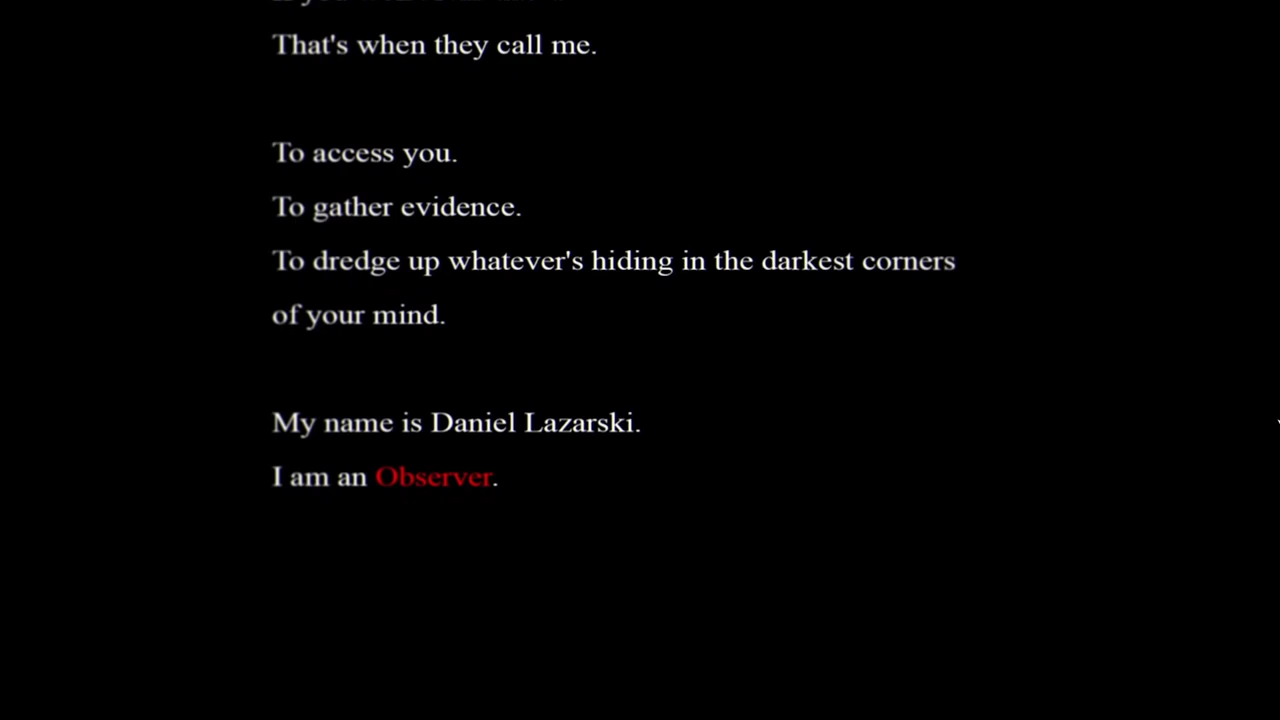 That's when they call me.
To access you.
To gather evidence.
To dredge up whatever's hiding in the darkest corners
of your mind.
My name is Daniel Lazarski.
I am an Observer.